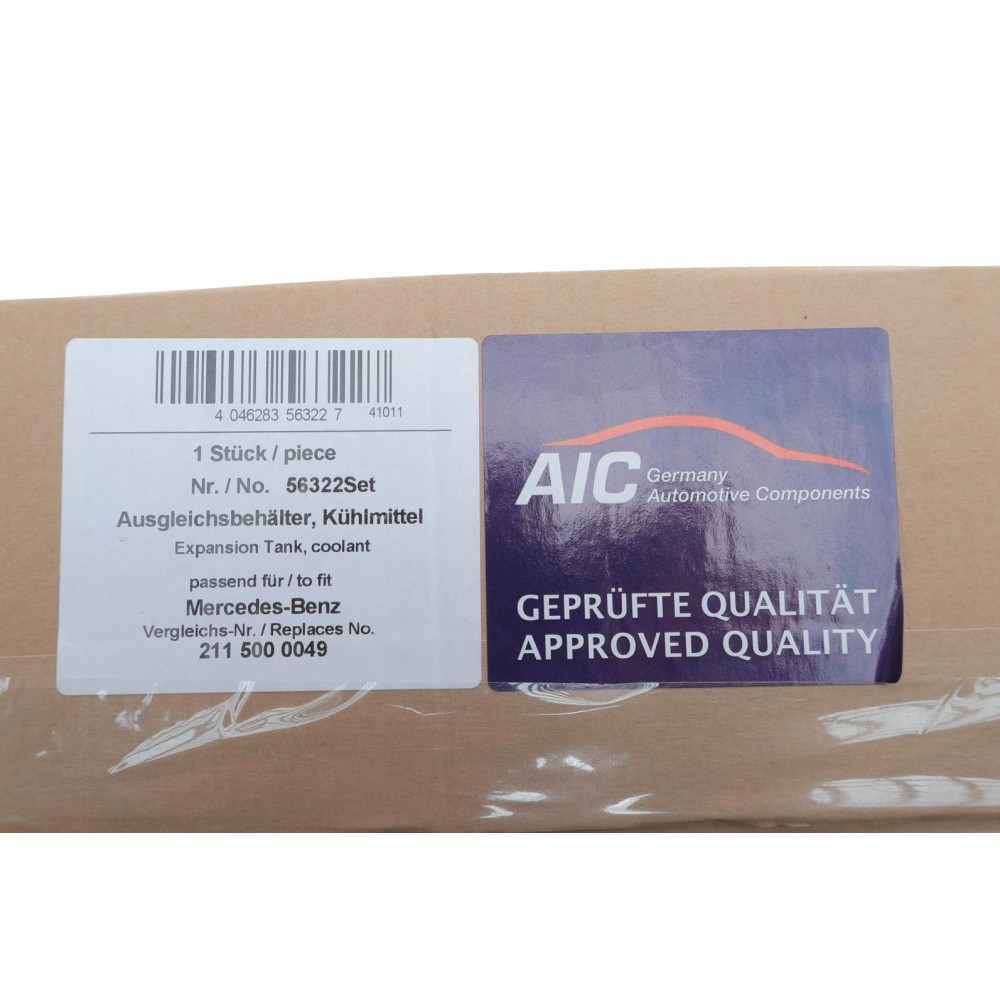 4 046283 56322 7 41011
1 Stück / piece
Nr. / No. 56322Set
Ausgleichsbehälter, Kühlmittel
Expansion Tank, coolant
passend für / to fit
Mercedes-Benz
Vergleichs-Nr. / Replaces No.
211 500 0049
AIC Germany
Automotive Components
GEPRÜFTE QUALITÄT
APPROVED QUALITY